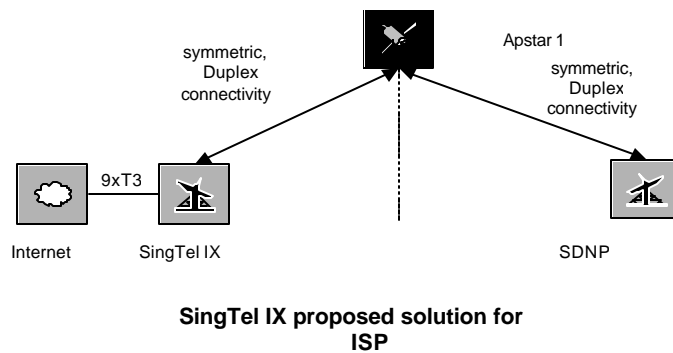 symmetric,
Duplex
connectivity
Apstar 1
symmetric,
Duplex
connectivity
9xT3
Internet
SingTel IX
SDNP
SingTel IX proposed solution for
ISP